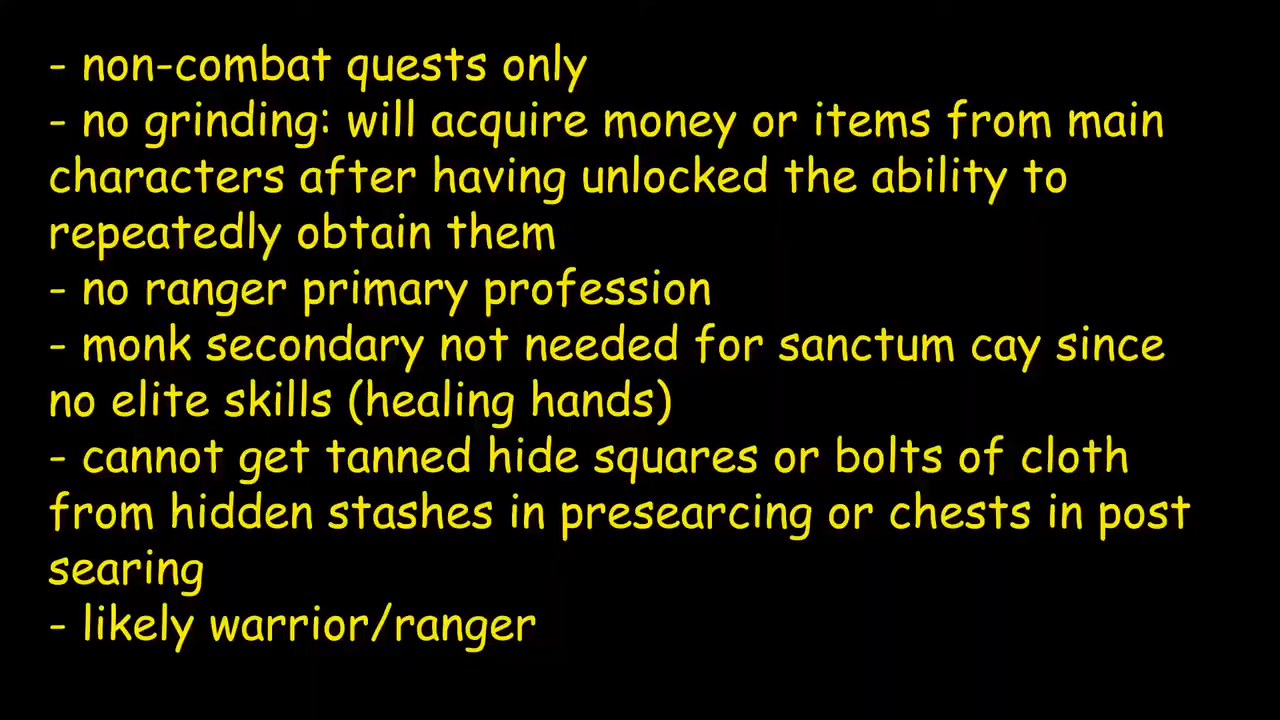 - non-combat quests only
- no grinding: will acquire money or items from main
characters after having unlocked the ability to
repeatedly obtain them
- no ranger primary profession
- monk secondary not needed for sanctum cay since
no elite skills (healing hands)
- cannot get tanned hide squares or bolts of cloth
from hidden stashes in presearcing or chests in post
searing
- likely warrior/ranger